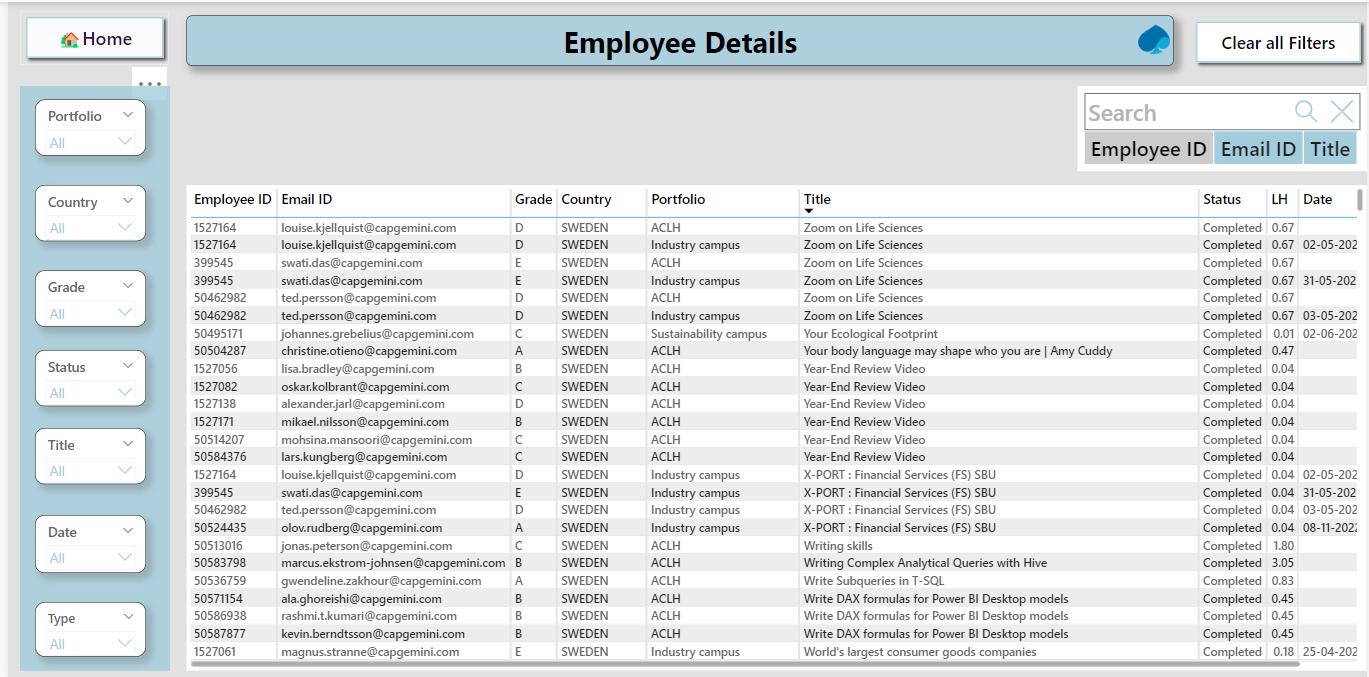 Home
Employee Details
Clear all Filters
Search
Employee ID Email ID Title
Portfolio
All
Country
All
Grade
All
Status
All
Title
All
Date
All
Type
All
Employee ID Email ID Grade Country Portfolio Title Status LH Date
1527164 louise.kjellquist@capgemini.com D SWEDEN ACLH Zoom on Life Sciences Completed 0.67
1527164 louise.kjellquist@capgemini.com D SWEDEN Industry campus Zoom on Life Sciences Completed 0.67 02-05-202
399545 swati.das@capgemini.com E SWEDEN ACLH Zoom on Life Sciences Completed 0.67
399545 swati.das@capgemini.com E SWEDEN Industry campus Zoom on Life Sciences Completed 0.67 31-05-202
50462982 ted.persson@capgemini.com D SWEDEN ACLH Zoom on Life Sciences Completed 0.67
50462982 ted.persson@capgemini.com D SWEDEN Industry campus Zoom on Life Sciences Completed 0.67 03-05-202
50495171 johannes.grebelius@capgemini.com C SWEDEN Sustainability campus Your Ecological Footprint Completed 0.01 02-06-202
50504287 christine.otieno@capgemini.com A SWEDEN ACLH Your body language may shape who you are | Amy Cuddy Completed 0.47
1527056 lisa.bradley@capgemini.com B SWEDEN ACLH Year-End Review Video Completed 0.04
1527082 oskar.kolbrant@capgemini.com C SWEDEN ACLH Year-End Review Video Completed 0.04
1527138 alexander.jarl@capgemini.com D SWEDEN ACLH Year-End Review Video Completed 0.04
1527171 mikael.nilsson@capgemini.com B SWEDEN ACLH Year-End Review Video Completed 0.04
50514207 mohsina.mansoori@capgemini.com C SWEDEN ACLH Year-End Review Video Completed 0.04
50584376 lars.kungberg@capgemini.com C SWEDEN ACLH Year-End Review Video Completed 0.04
1527164 louise.kjellquist@capgemini.com D SWEDEN Industry campus X-PORT : Financial Services (FS) SBU Completed 0.04 02-05-202
399545 swati.das@capgemini.com E SWEDEN Industry campus X-PORT : Financial Services (FS) SBU Completed 0.04 31-05-202
50462982 ted.persson@capgemini.com D SWEDEN Industry campus X-PORT : Financial Services (FS) SBU Completed 0.04 03-05-202
50524435 olov.rudberg@capgemini.com A SWEDEN Industry campus X-PORT : Financial Services (FS) SBU Completed 0.04 08-11-2022
50513016 jonas.peterson@capgemini.com C SWEDEN ACLH Writing skills Completed 1.80
50583798 marcus.ekstrom-johnsen@capgemini.com B SWEDEN ACLH Writing Complex Analytical Queries with Hive Completed 3.05
50536759 gwendeline.zakhour@capgemini.com A SWEDEN ACLH Write Subqueries in T-SQL Completed 0.83
50571154 ala.ghoreishi@capgemini.com B SWEDEN ACLH Write DAX formulas for Power BI Desktop models Completed 0.45
50586938 rashmi.t.kumari@capgemini.com B SWEDEN ACLH Write DAX formulas for Power BI Desktop models Completed 0.45
50587877 kevin.berndtsson@capgemini.com B SWEDEN ACLH Write DAX formulas for Power BI Desktop models Completed 0.45
1527061 magnus.stranne@capgemini.com E SWEDEN Industry campus World's largest consumer goods companies Completed 0.18 25-04-202